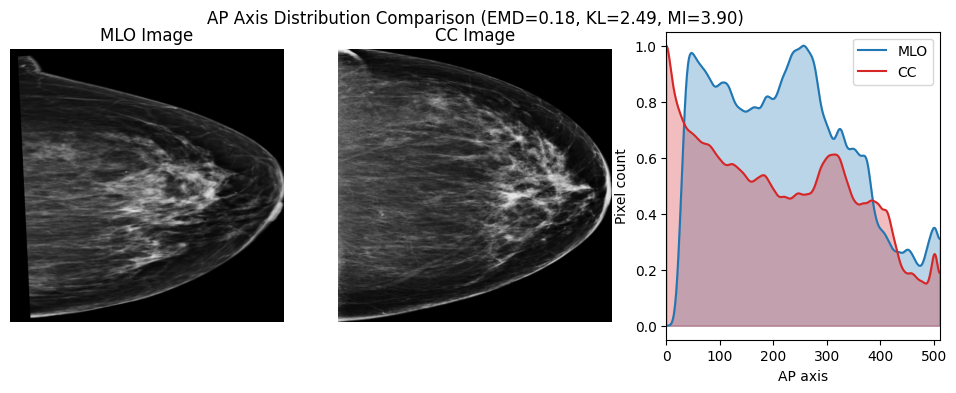 AP Axis Distribution Comparison (EMD=0.18, KL=2.49, MI=3.90)
MLO Image
CC Image
MLO
CC
Pixel count
1.0
0.8
0.6
0.4
0.2
0.0
0 100 200 300 400 500
AP axis